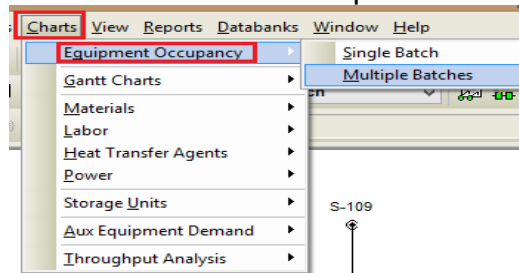 Charts View Reports Databanks Window Help
Equipment Occupancy
Single Batch
Multiple Batches
Gantt Charts
Materials
Labor
Heat Transfer Agents
Power
Storage Units
S-109
Aux Equipment Demand
Throughput Analysis